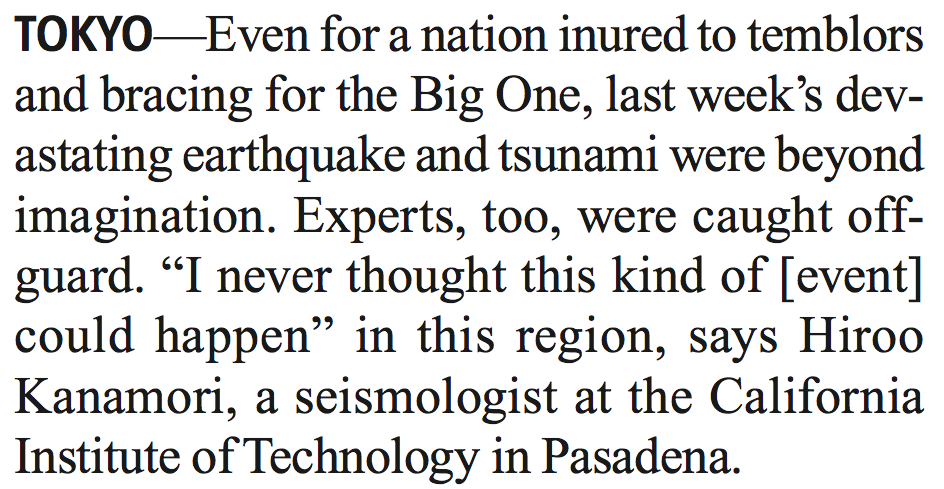 TOKYO—Even for a nation inured to temblors
and bracing for the Big One, last week’s dev-
astating earthquake and tsunami were beyond
imagination. Experts, too, were caught off-
guard. “I never thought this kind of [event]
could happen” in this region, says Hiroo
Kanamori, a seismologist at the California
Institute of Technology in Pasadena.